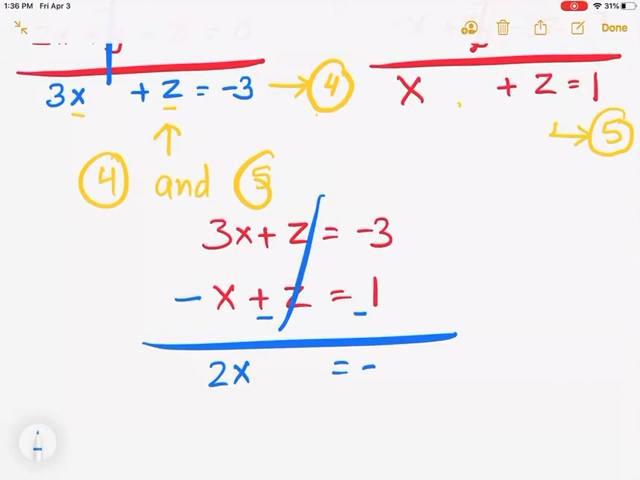 1:36 PM Fri Apr 3 31%
Done
3x + z = -3 → ④
x + z = 1
→ ⑤
④ and ⑤
3x + z = -3
- x + z = 1
2x = -